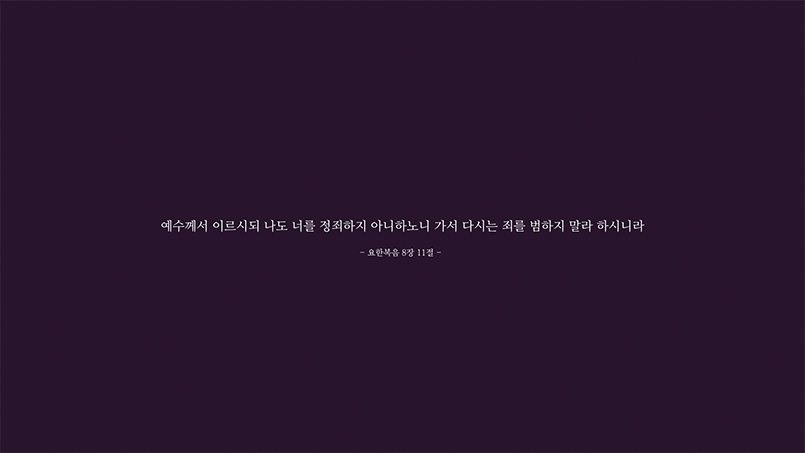 예수께서 이르시되 나도 너를 정죄하지 아니하노니 가서 다시는 죄를 범하지 말라 하시니라
- 요한복음 8장 11절 -